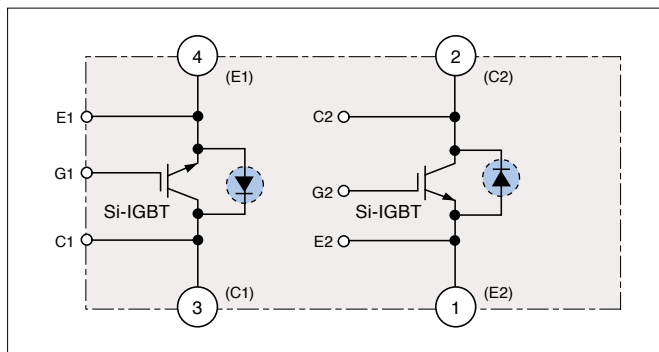 4
(E1)
2
(C2)
E1
C2
G1
G2
Si-IGBT
Si-IGBT
C1
E2
3
(C1)
1
(E2)